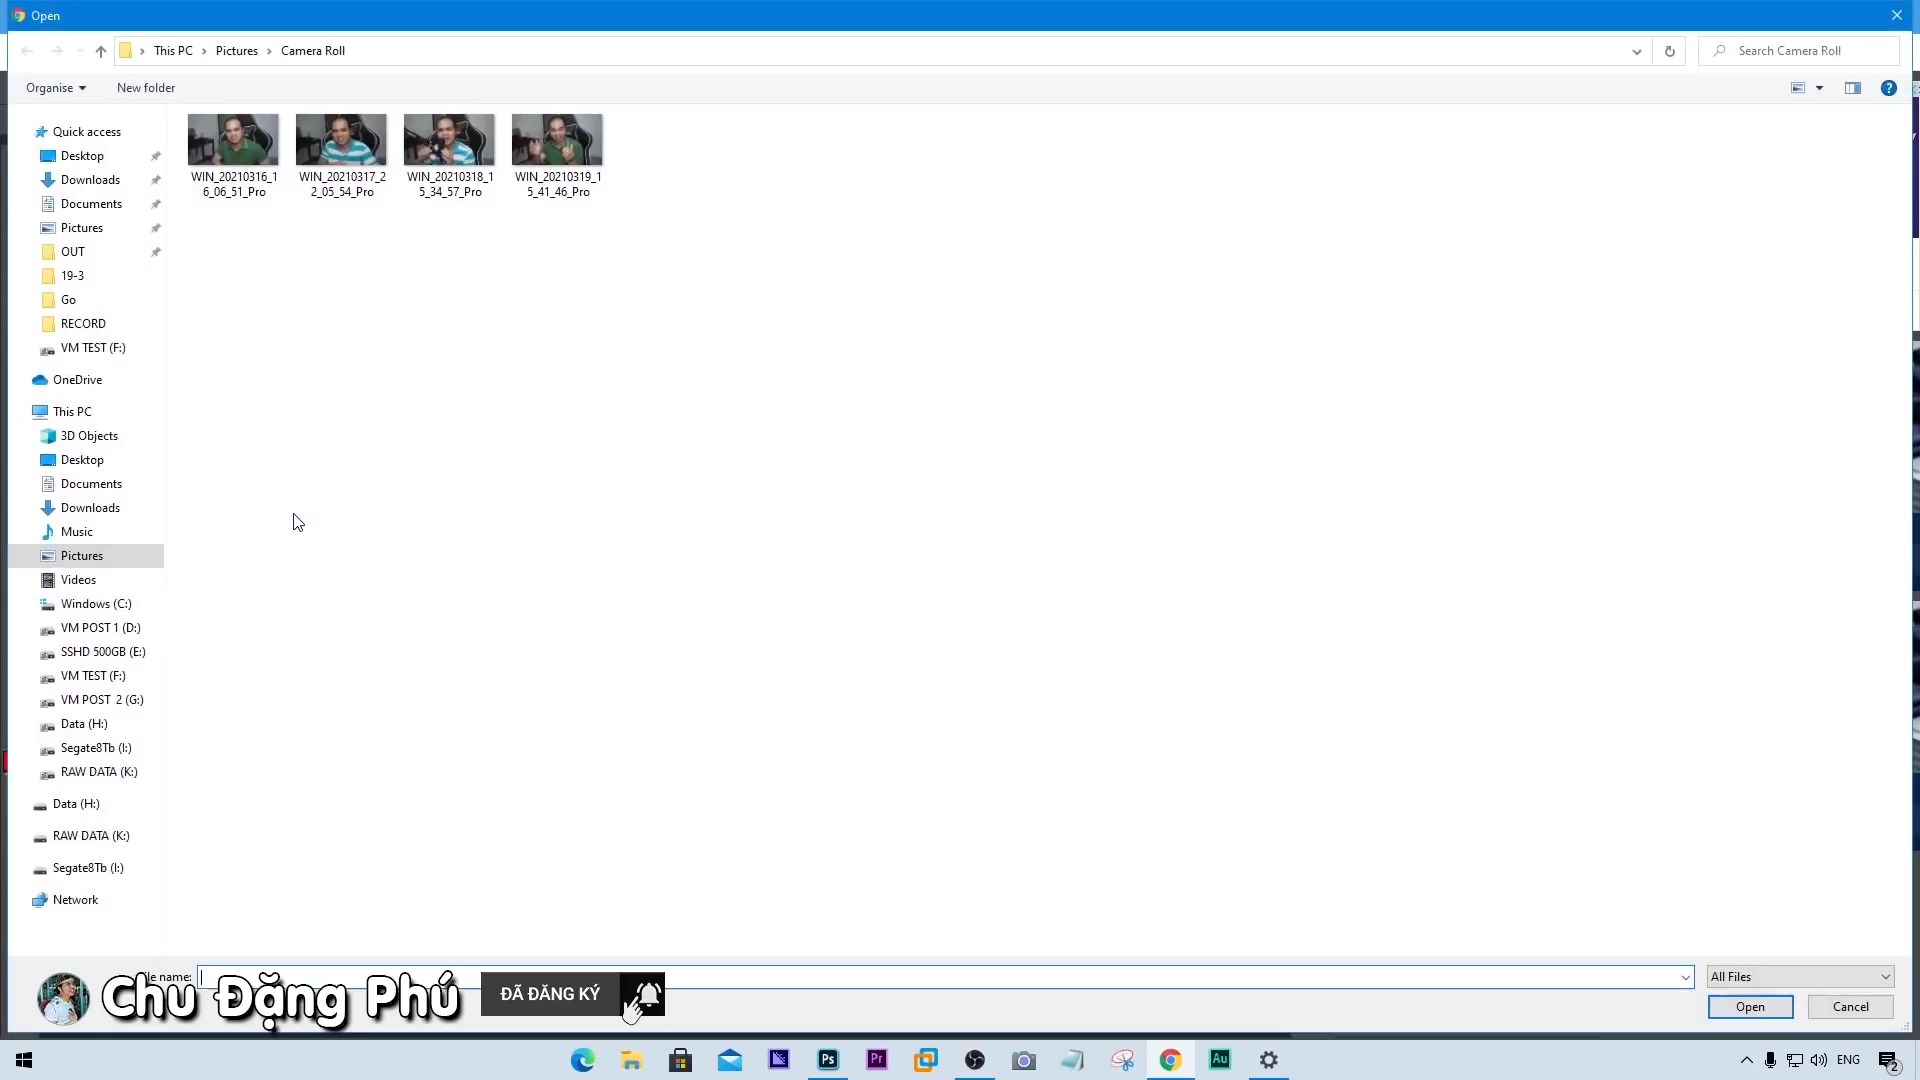 Open
This PC > Pictures > Camera Roll
Search Camera Roll
Organise
New folder
Quick access
Desktop
Downloads
Documents
Pictures
OUT
19-3
Go
RECORD
VM TEST (F:)
OneDrive
This PC
3D Objects
Desktop
Documents
Downloads
Music
Pictures
Videos
Windows (C:)
VM POST 1 (D:)
SSHD 500GB (E:)
VM TEST (F:)
VM POST 2 (G:)
Data (H:)
Segate8Tb (I:)
RAW DATA (K:)
Data (H:)
RAW DATA (K:)
Segate8Tb (I:)
Network
WIN_20210316_1
6_06_51_Pro
WIN_20210317_2
2_05_54_Pro
WIN_20210318_1
5_34_57_Pro
WIN_20210319_1
5_41_46_Pro
name:
All Files
Open
Cancel
Chu Đặng Phú
ĐÃ ĐĂNG KÝ
Ps
Pr
Au
ENG
2